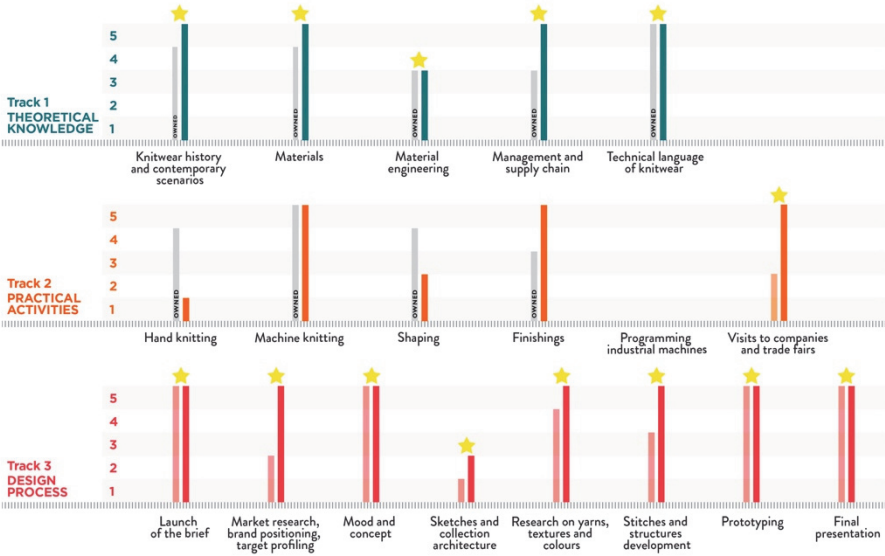 5
4
3
2
1
Track 1
THEORETICAL
KNOWLEDGE
OWNED
OWNED
OWNED
OWNED
OWNED
Knitwear history
and contemporary
scenarios
Materials
Material
engineering
Management and
supply chain
Technical language
of knitwear
5
4
3
2
1
Track 2
PRACTICAL
ACTIVITIES
OWNED
OWNED
OWNED
OWNED
Hand knitting
Machine knitting
Shaping
Finishings
Programming
industrial machines
Visits to companies
and trade fairs
5
4
3
2
1
Track 3
DESIGN
PROCESS
Launch
of the brief
Market research,
brand positioning,
target profiling
Mood and
concept
Sketches and
collection
architecture
Research on yarns,
textures and
colours
Stitches and
structures
development
Prototyping
Final
presentation